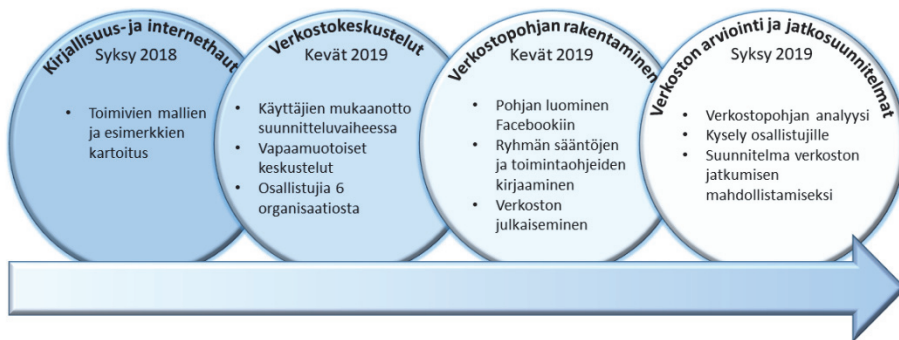 Kirjallisuus- ja internethaut
Syksy 2018
• Toimivien mallien
ja esimerkkien
kartoitus
Verkostokeskustelut
Kevät 2019
• Käyttäjien mukaanotto
suunnitteluvaiheessa
• Vapaamuotoiset
keskustelut
• Osallistujia 6
organisaatiosta
Verkostopohjan rakentaminen
Kevät 2019
• Pohjan luominen
Facebookiin
• Ryhmän sääntöjen
ja toimintaohjeiden
kirjaaminen
• Verkoston
julkaiseminen
Verkoston arviointi ja jatkosuunnitelmat
Syksy 2019
• Verkostopohjan analyysi
• Kysely osallistujille
• Suunnitelma verkoston
jatkumisen
mahdollistamiseksi